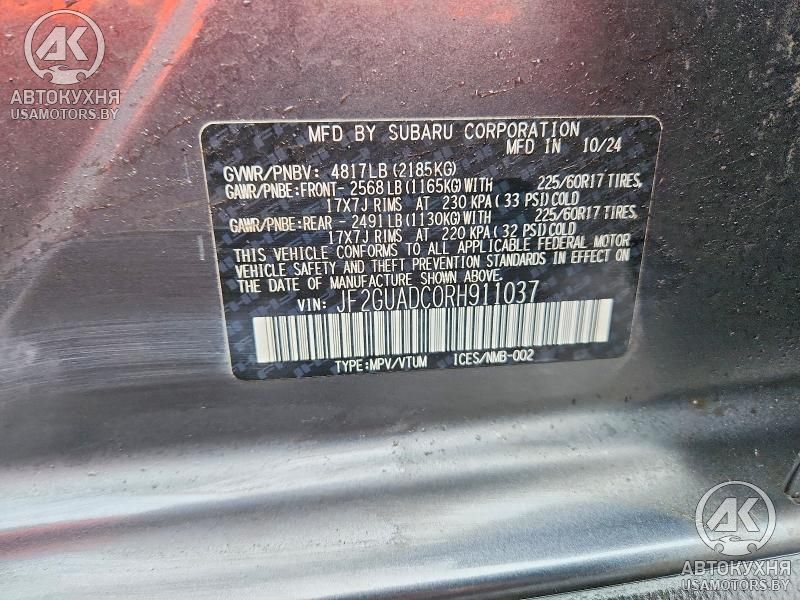 AK
АВТОКУХНЯ
USAMOTORS.BY
MFD BY SUBARU CORPORATION
MFD IN 10/24
GVWR/PNBV: 4817LB(2185KG)
GAWR/PNBE:FRONT-2568LB(1165KG)WITH 225/60R17 TIRES,
17X7J RIMS AT 230 KPA(33 PSI)COLD
GAWR/PNBE:REAR -2491LB(1130KG)WITH 225/60R17 TIRES,
17X7J RIMS AT 220 KPA(32 PSI)COLD
THIS VEHICLE CONFORMS TO ALL APPLICABLE FEDERAL MOTOR
VEHICLE SAFETY AND THEFT PREVENTION STANDARDS IN EFFECT ON
THE DATE OF MANUFACTURE SHOWN ABOVE.
VIN: JF2GUADC0RH911037
TYPE:MPV/VTUM ICES/NMB-002
AK
АВТОКУХНЯ
USAMOTORS.BY